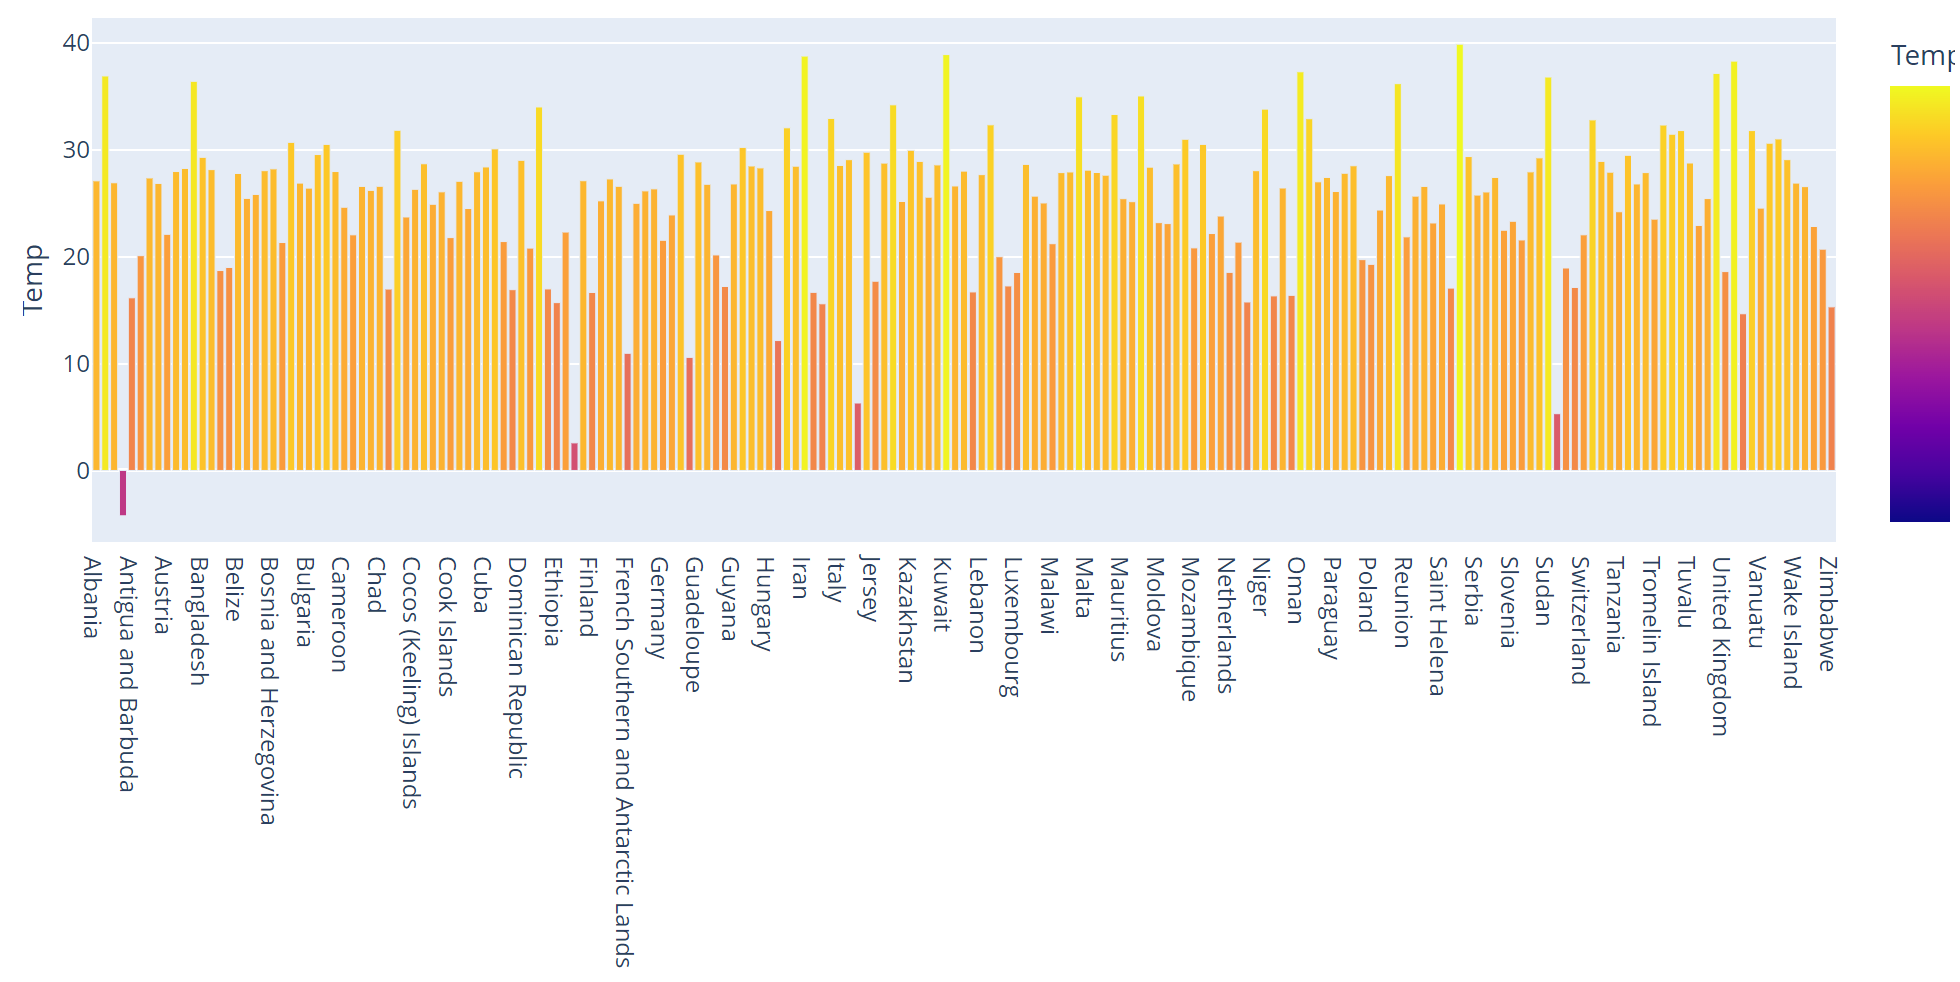 40
30
20
10
0
Temp
Albania
Antigua and Barbuda
Austria
Bangladesh
Belize
Bosnia and Herzegovina
Bulgaria
Cameroon
Chad
Cocos (Keeling) Islands
Cook Islands
Cuba
Dominican Republic
Ethiopia
Finland
French Southern and Antarctic Lands
Germany
Guadeloupe
Guyana
Hungary
Iran
Italy
Jersey
Kazakhstan
Kuwait
Lebanon
Luxembourg
Malawi
Malta
Mauritius
Moldova
Mozambique
Netherlands
Niger
Oman
Paraguay
Poland
Reunion
Saint Helena
Serbia
Slovenia
Sudan
Switzerland
Tanzania
Tromelin Island
Tuvalu
United Kingdom
Vanuatu
Wake Island
Zimbabwe
Temp